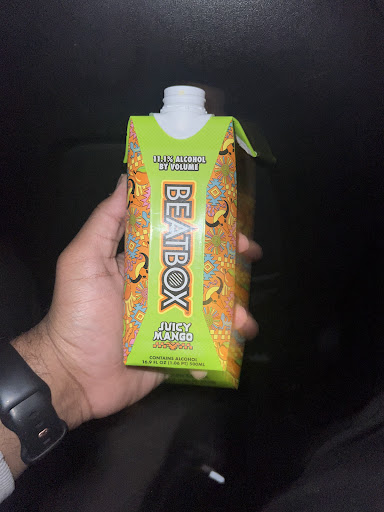 11.1% ALCOHOL
BY VOLUME
BEATBOX
JUICY
MANGO
CONTAINS ALCOHOL
16.9 FL OZ (1.06 PT) 500ML